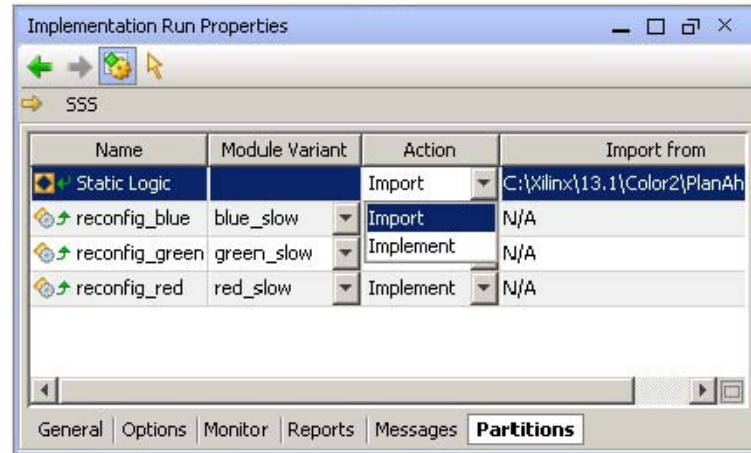 Implementation Run Properties
SSS
Name Module Variant Action Import from
Static Logic Import C:\Xilinx\13.1\Color2\PlanAh
reconfig_blue blue_slow Import N/A
reconfig_green green_slow Implement N/A
reconfig_red red_slow Implement N/A
General Options Monitor Reports Messages Partitions